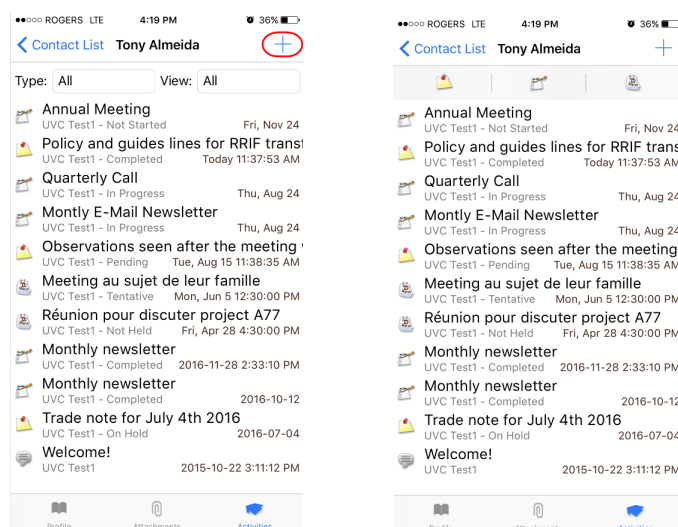 ROGERS LTE 4:19 PM 36%
Contact List Tony Almeida
Type: All View: All
Annual Meeting
UVC Test1 - Not Started Fri, Nov 24
Policy and guides lines for RRIF trans
UVC Test1 - Completed Today 11:37:53 AM
Quarterly Call
UVC Test1 - In Progress Thu, Aug 24
Montly E-Mail Newsletter
UVC Test1 - In Progress Thu, Aug 24
Observations seen after the meeting
UVC Test1 - Pending Tue, Aug 15 11:38:35 AM
Meeting au sujet de leur famille
UVC Test1 - Tentative Mon, Jun 5 12:30:00 PM
Réunion pour discuter project A77
UVC Test1 - Not Held Fri, Apr 28 4:30:00 PM
Monthly newsletter
UVC Test1 - Completed 2016-11-28 2:33:10 PM
Monthly newsletter
UVC Test1 - Completed 2016-10-12
Trade note for July 4th 2016
UVC Test1 - On Hold 2016-07-04
Welcome!
UVC Test1 2015-10-22 3:11:12 PM
Profile Attachments Activities
ROGERS LTE 4:19 PM 36%
Contact List Tony Almeida
Annual Meeting
UVC Test1 - Not Started Fri, Nov 24
Policy and guides lines for RRIF trans
UVC Test1 - Completed Today 11:37:53 AM
Quarterly Call
UVC Test1 - In Progress Thu, Aug 24
Montly E-Mail Newsletter
UVC Test1 - In Progress Thu, Aug 24
Observations seen after the meeting
UVC Test1 - Pending Tue, Aug 15 11:38:35 AM
Meeting au sujet de leur famille
UVC Test1 - Tentative Mon, Jun 5 12:30:00 PM
Réunion pour discuter project A77
UVC Test1 - Not Held Fri, Apr 28 4:30:00 PM
Monthly newsletter
UVC Test1 - Completed 2016-11-28 2:33:10 PM
Monthly newsletter
UVC Test1 - Completed 2016-10-12
Trade note for July 4th 2016
UVC Test1 - On Hold 2016-07-04
Welcome!
UVC Test1 2015-10-22 3:11:12 PM